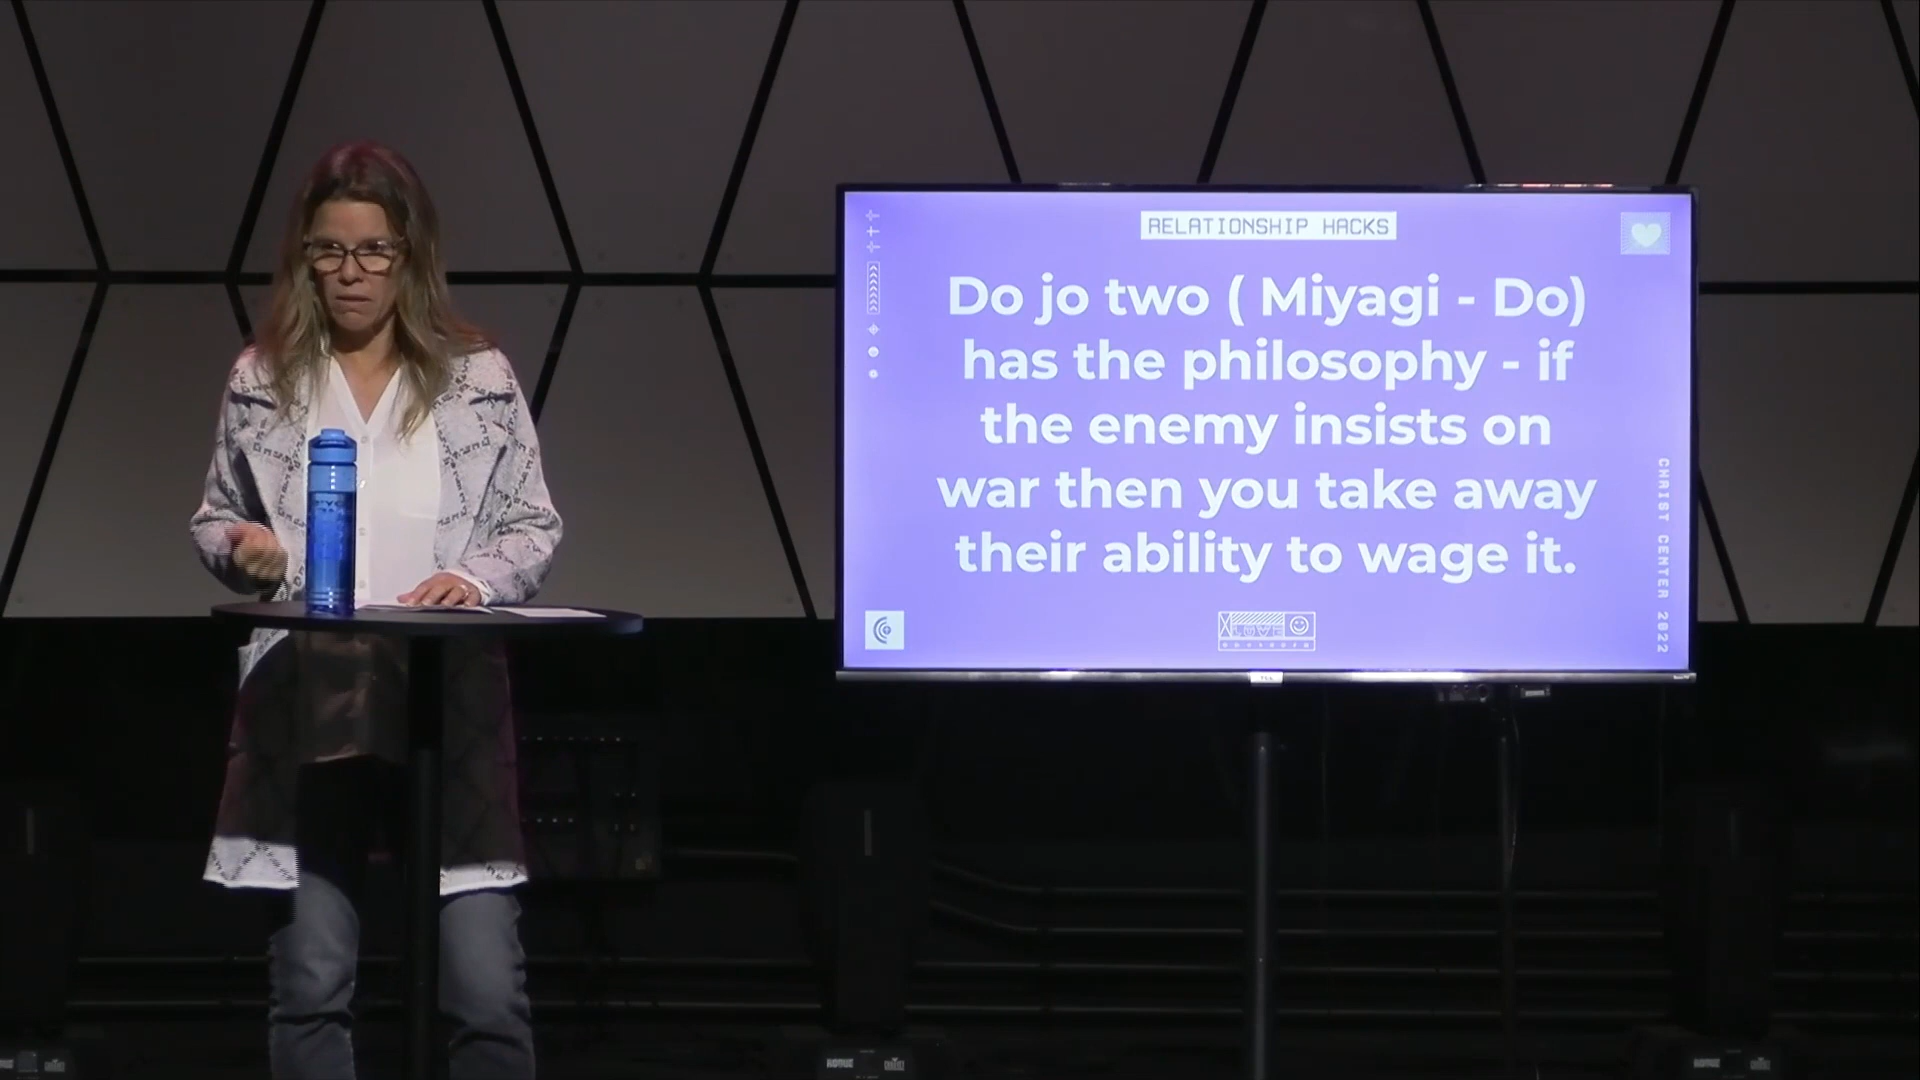 RELATIONSHIP HACKS
Do jo two ( Miyagi - Do)
has the philosophy - if
the enemy insists on
war then you take away
their ability to wage it.
CHRIST CENTER 2022
LOVE
TCL